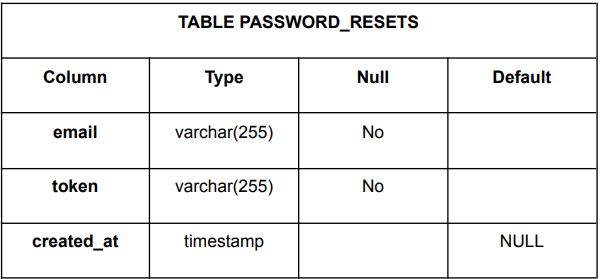 TABLE PASSWORD_RESETS
Column Type Null Default
email varchar(255) No
token varchar(255) No
created_at timestamp NULL